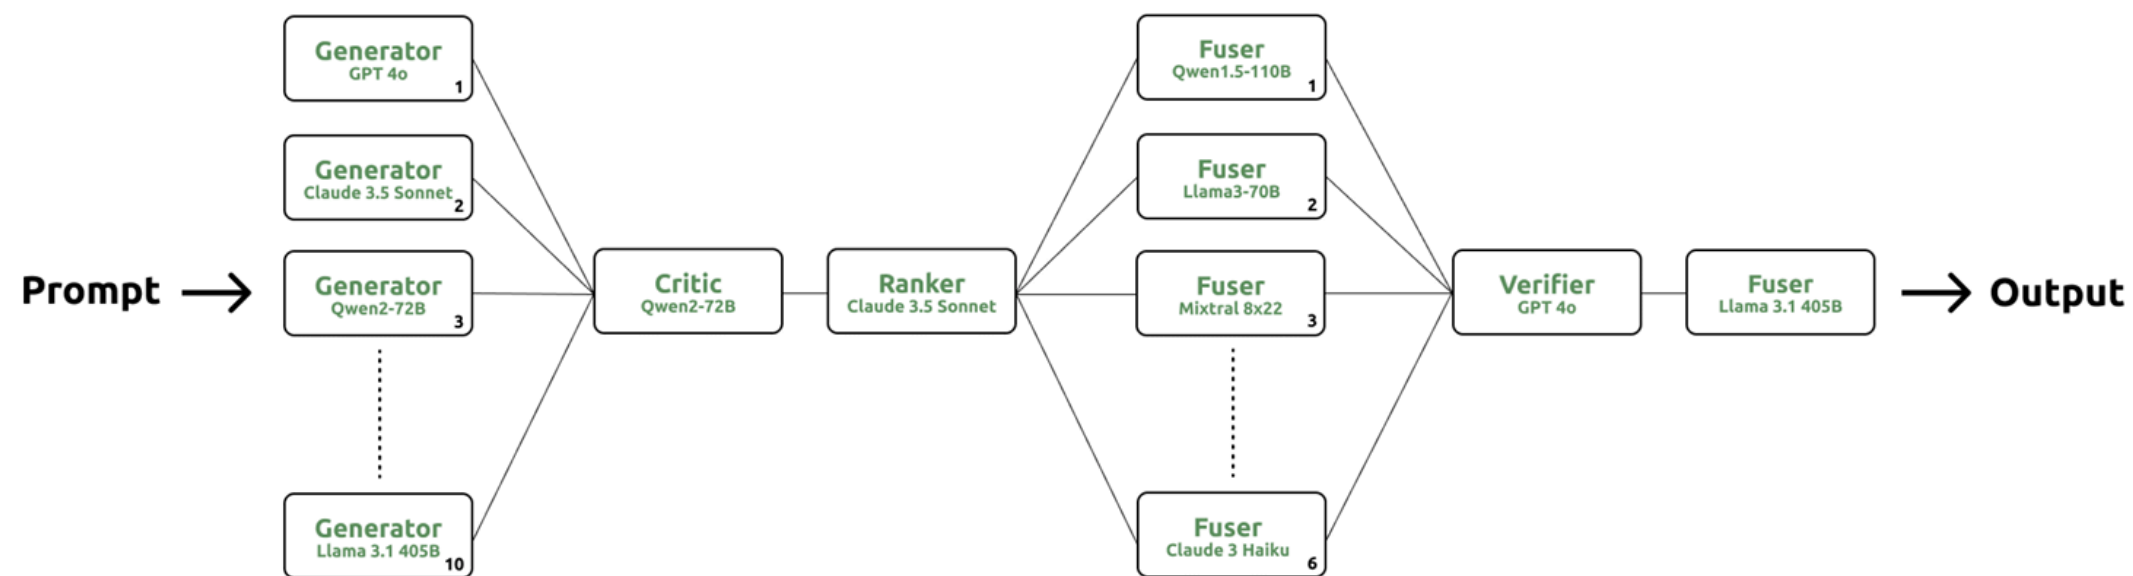 Prompt
Generator
GPT 4o
1
Generator
Claude 3.5 Sonnet
2
Generator
Qwen2-72B
3
Generator
Llama 3.1 405B
10
Critic
Qwen2-72B
Ranker
Claude 3.5 Sonnet
Fuser
Qwen1.5-110B
1
Fuser
Llama3-70B
2
Fuser
Mixtral 8x22
3
Fuser
Claude 3 Haiku
6
Verifier
GPT 4o
Fuser
Llama 3.1 405B
Output